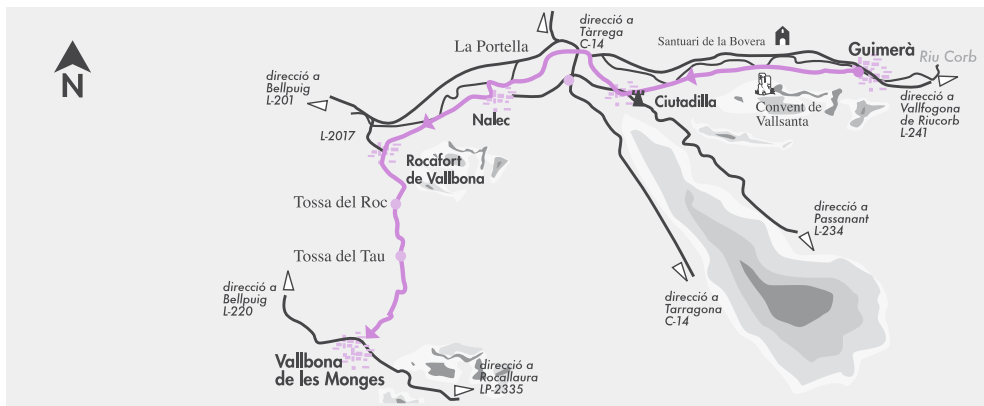 direcció a
Tàrrega
C-14
La Portella
Santuari de la Bovera
Guimerà
Riu Corb
N
direcció a
Bellpuig
L-201
L-2017
Nalec
Ciutadilla
Convent de
Vallsanta
direcció a
Vallfogona
de Riucorb
L-241
Rocafort
de Vallbona
Tossa del Roc
direcció a
Passanant
L-234
Tossa del Tau
direcció a
Bellpuig
L-220
direcció a
Tarragona
C-14
Vallbona
de les Monges
direcció a
Rocallaura
LP-2335